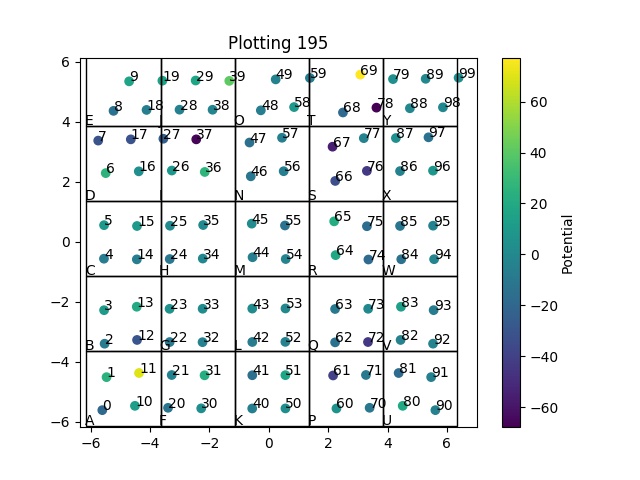 Plotting 195
6
4
2
0
−2
−4
−6
−6
−4
−2
0
2
4
6
9 19 29 39 49 59 69 79 89 99
8 18 28 38 48 58 68 78 88 98
E J O T Y
7 17 27 37 47 57 67 77 87 97
6 16 26 36 46 56 66 76 86 96
D I N S X
5 15 25 35 45 55 65 75 85 95
4 14 24 34 44 54 64 74 84 94
C H M R W
3 13 23 33 43 53 63 73 83 93
2 12 22 32 42 52 62 72 82 92
B G L Q V
1 11 21 31 41 51 61 71 81 91
0 10 20 30 40 50 60 70 80 90
A F K P U
60
40
20
0
−20
−40
−60
Potential